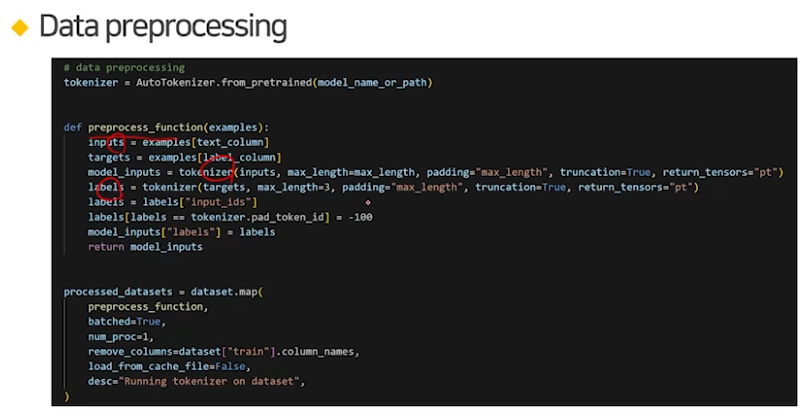 Data preprocessing
# data preprocessing
tokenizer = AutoTokenizer.from_pretrained(model_name_or_path)
def preprocess_function(examples):
inputs = examples[text_column]
targets = examples[label_column]
model_inputs = tokenizer(inputs, max_length=max_length, padding="max_length", truncation=True, return_tensors="pt")
labels = tokenizer(targets, max_length=3, padding="max_length", truncation=True, return_tensors="pt")
labels = labels["input_ids"]
labels[labels == tokenizer.pad_token_id] = -100
model_inputs["labels"] = labels
return model_inputs
processed_datasets = dataset.map(
preprocess_function,
batched=True,
num_proc=1,
remove_columns=dataset["train"].column_names,
load_from_cache_file=False,
desc="Running tokenizer on dataset",
)